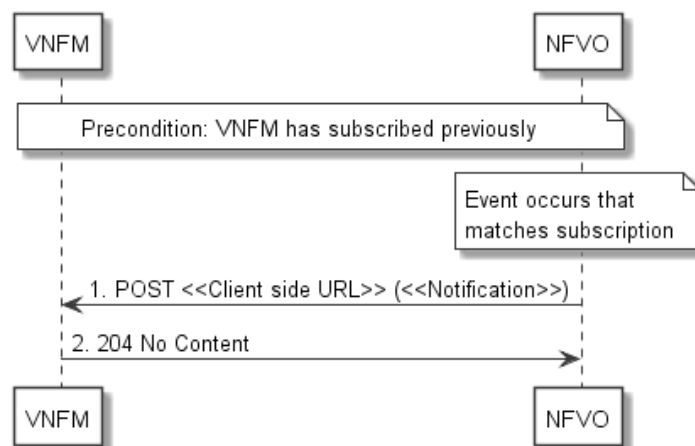 VNFM
NFVO
Precondition: VNFM has subscribed previously
Event occurs that
matches subscription
1. POST <<Client side URL>> (<<Notification>>)
2. 204 No Content
VNFM
NFVO